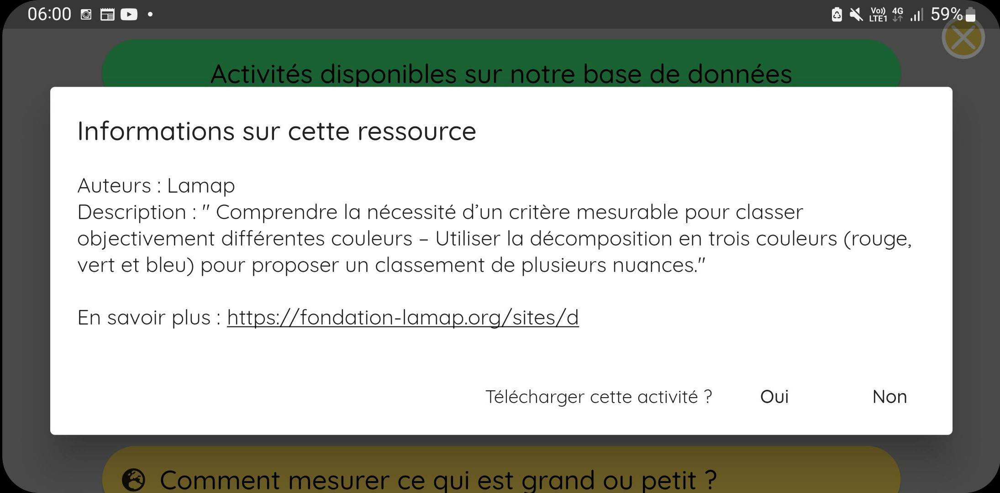 06:00
Vo)) LTE1 4G 59%
Activités disponibles sur notre base de données
Informations sur cette ressource
Auteurs : Lamap
Description : " Comprendre la nécessité d’un critère mesurable pour classer
objectivement différentes couleurs – Utiliser la décomposition en trois couleurs (rouge,
vert et bleu) pour proposer un classement de plusieurs nuances."
En savoir plus : https://fondation-lamap.org/sites/d
Télécharger cette activité ? Oui Non
Comment mesurer ce qui est grand ou petit ?